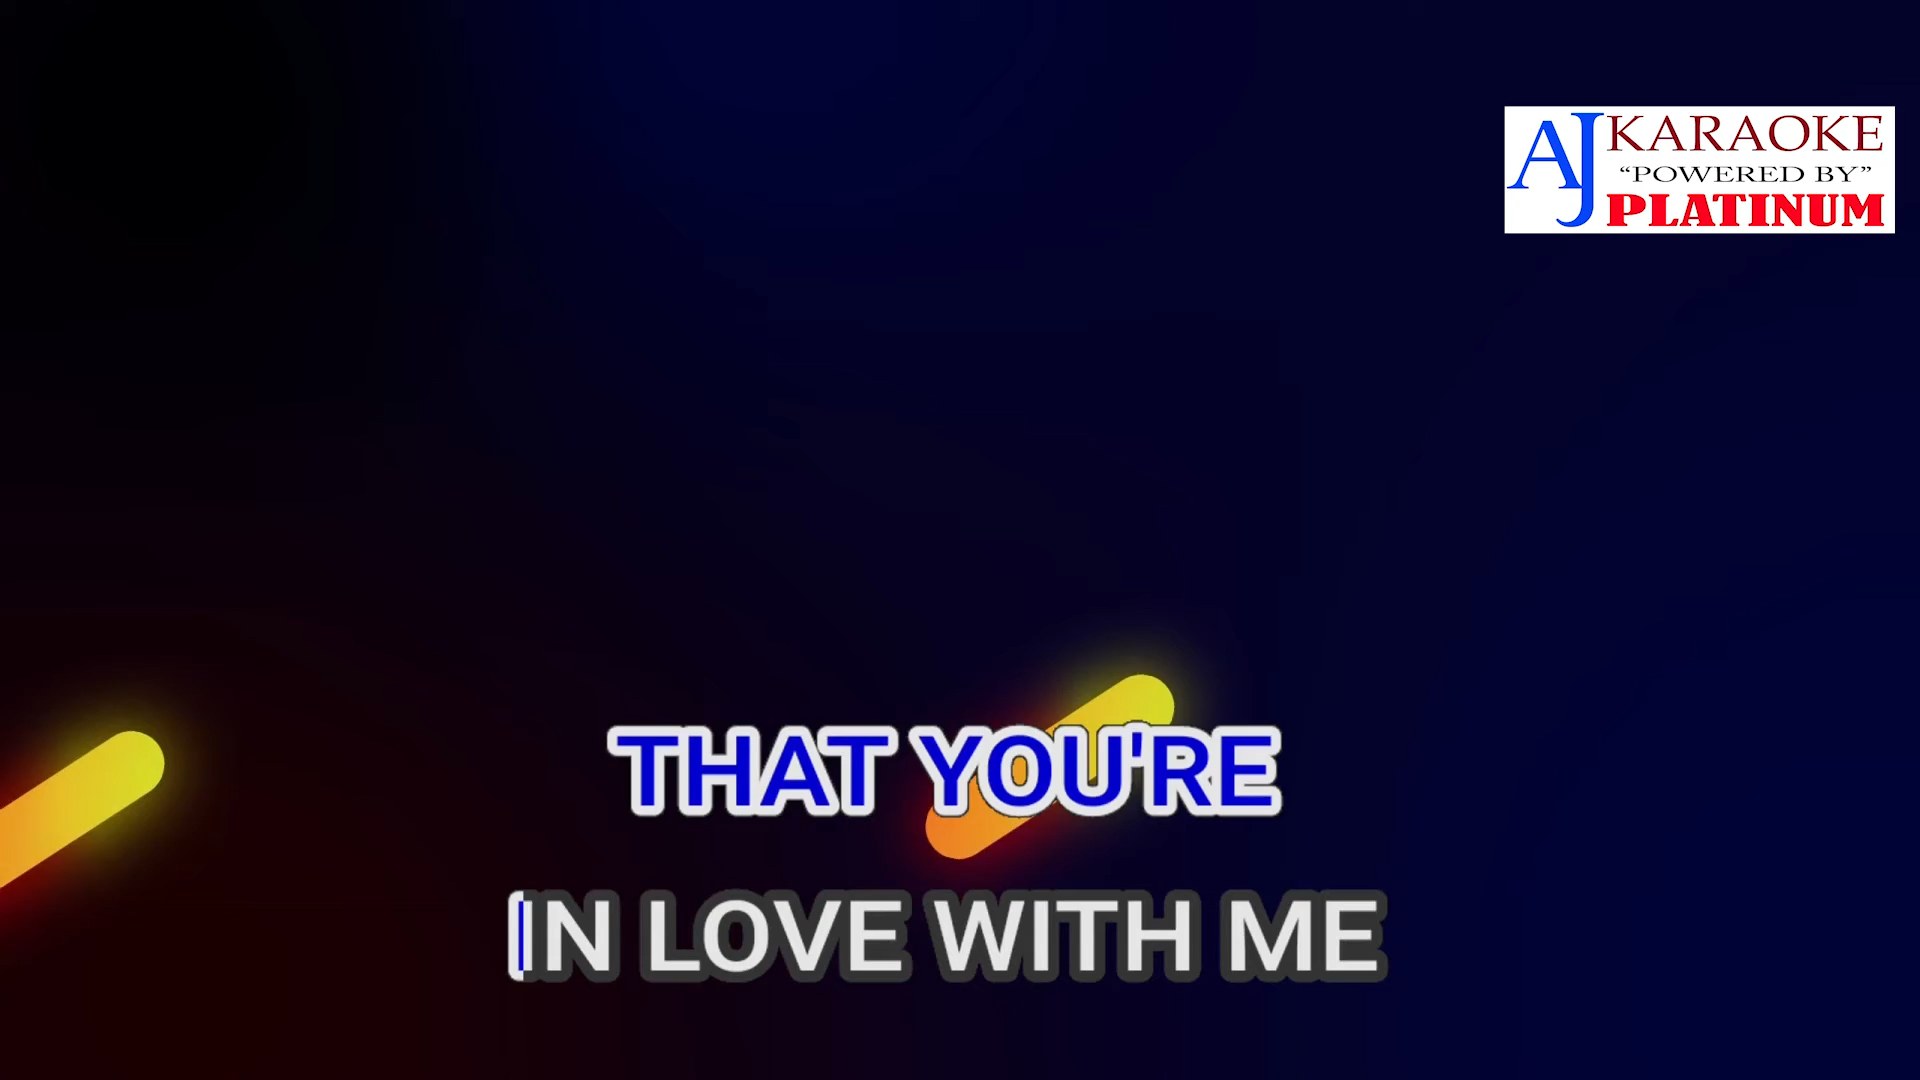 AJ KARAOKE
“POWERED BY”
PLATINUM
THAT YOU'RE
IN LOVE WITH ME